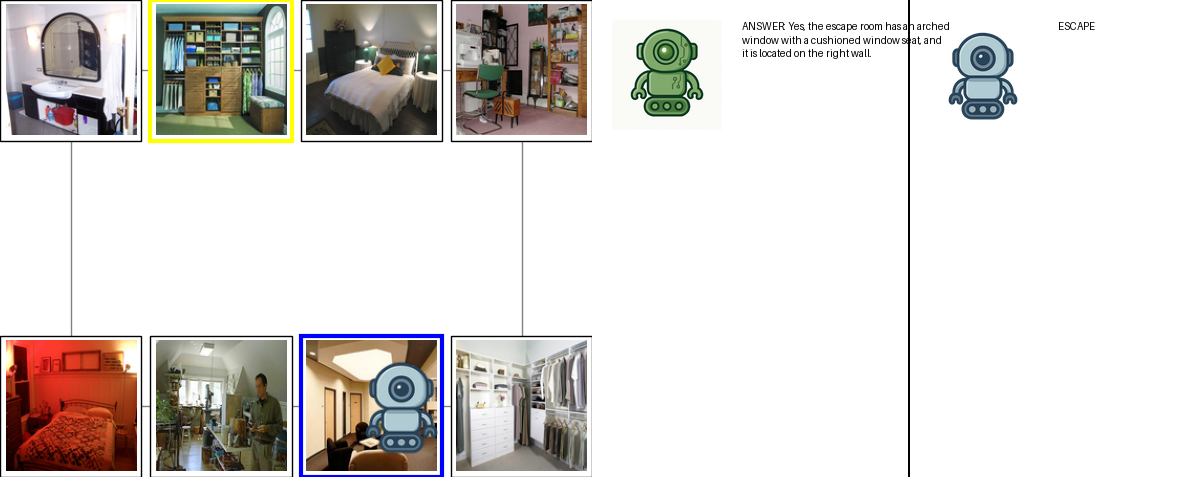 ANSWER: Yes, the escape room has an arched
window with a cushioned window seat, and
it is located on the right wall.
ESCAPE